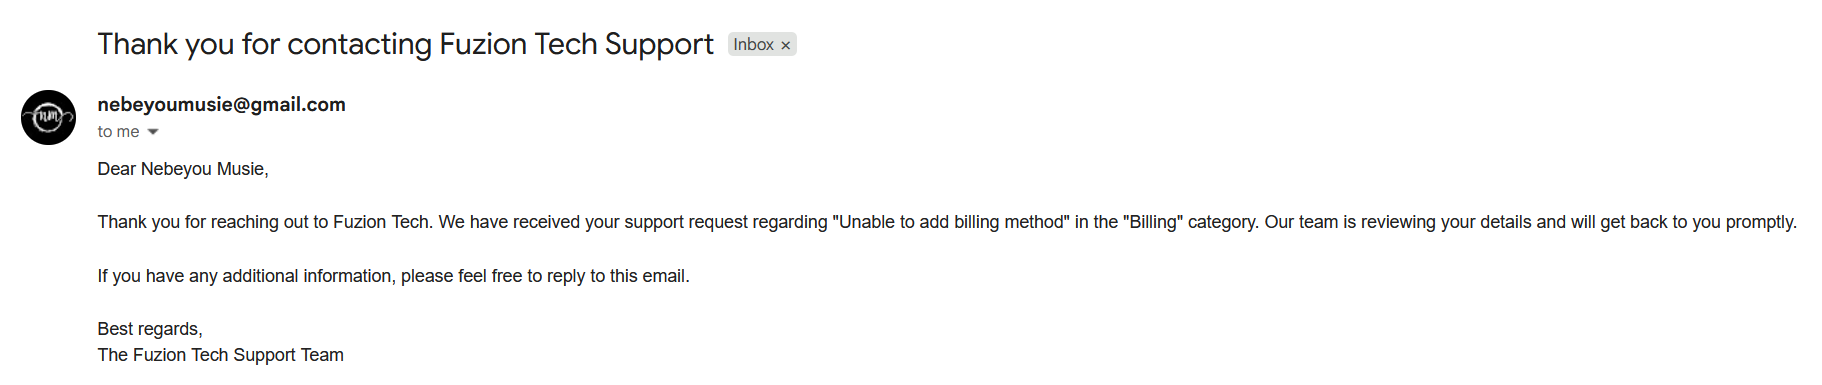 Thank you for contacting Fuzion Tech Support Inbox ×
nm
nebeyoumusie@gmail.com
to me
Dear Nebeyou Musie,
Thank you for reaching out to Fuzion Tech. We have received your support request regarding "Unable to add billing method" in the "Billing" category. Our team is reviewing your details and will get back to you promptly.
If you have any additional information, please feel free to reply to this email.
Best regards,
The Fuzion Tech Support Team